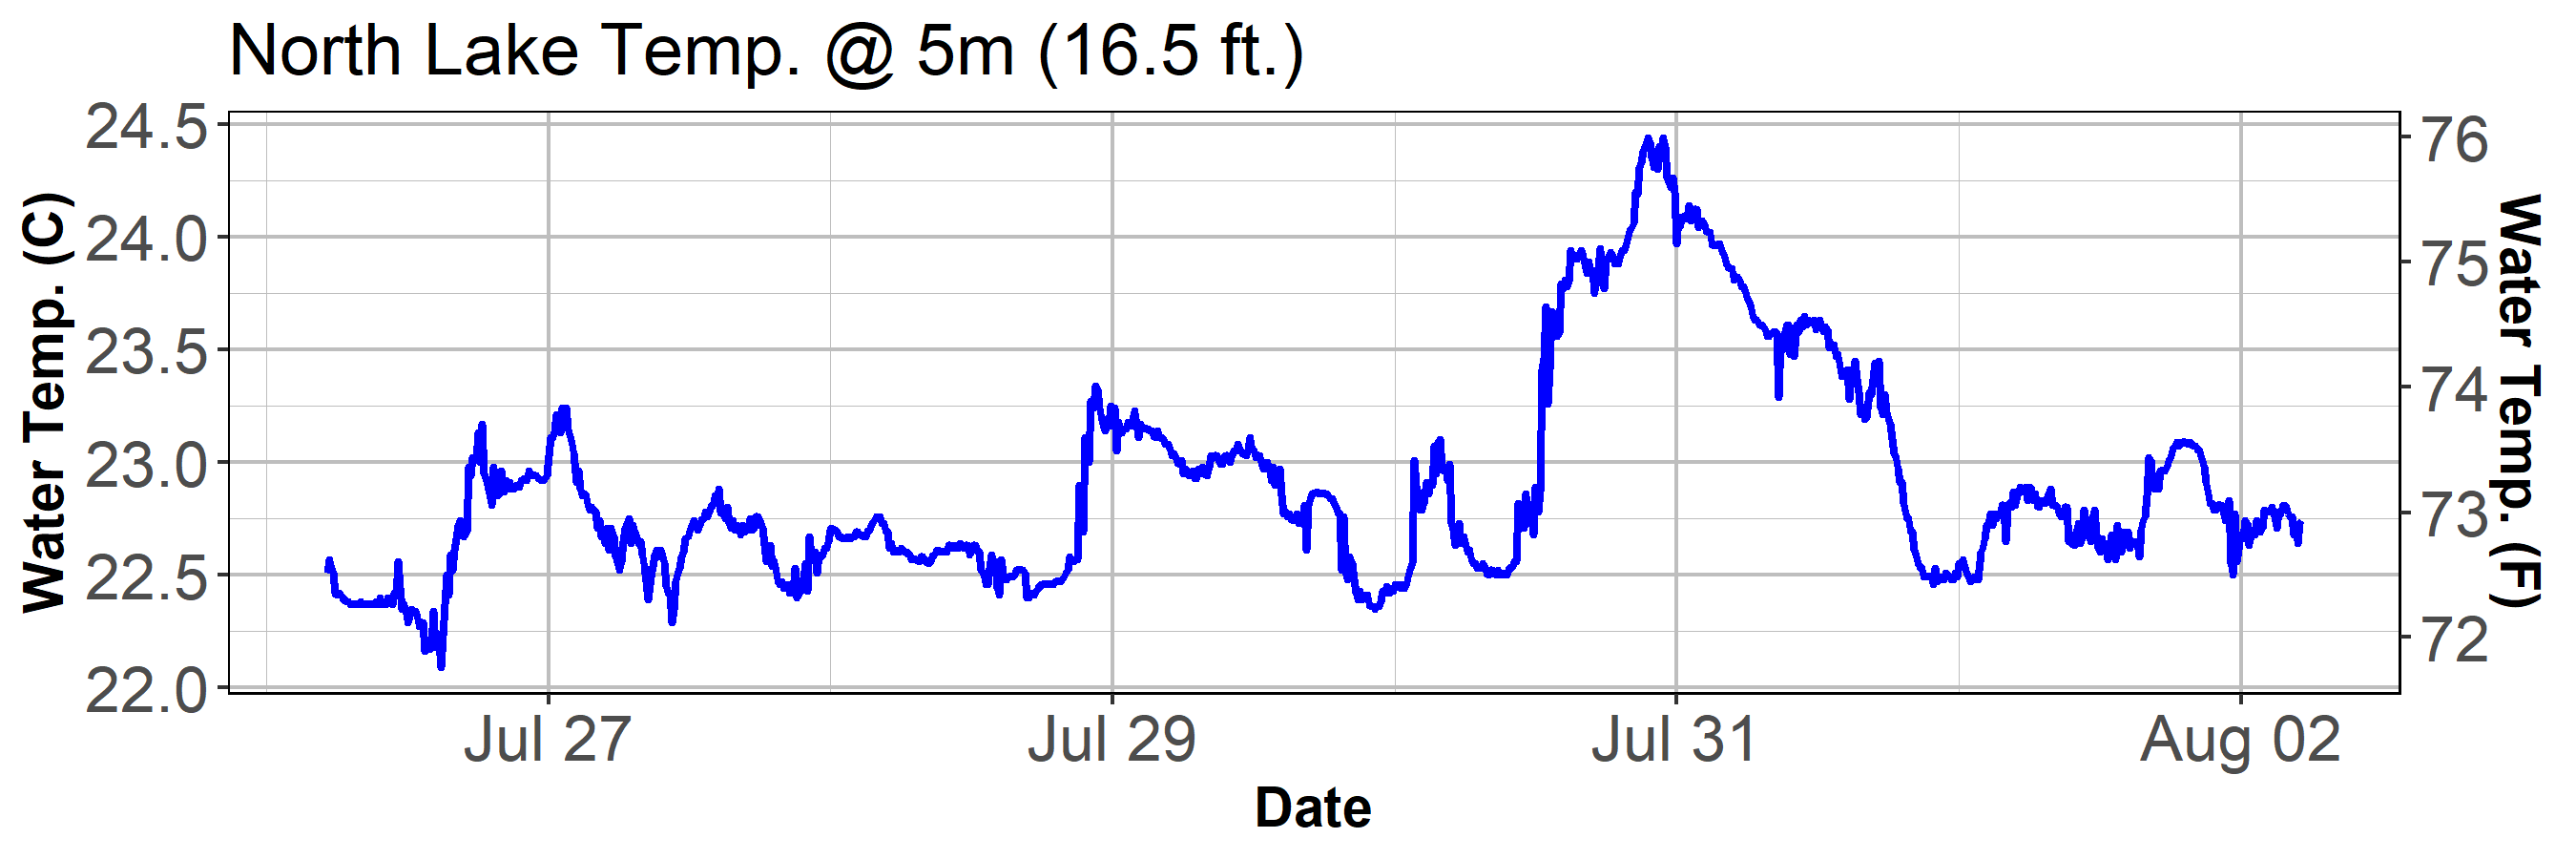 North Lake Temp. @ 5m (16.5 ft.)
Water Temp. (C)
24.5
24.0
23.5
23.0
22.5
22.0
76
75
74
73
72
Water Temp. (F)
Jul 27 Jul 29 Jul 31 Aug 02
Date